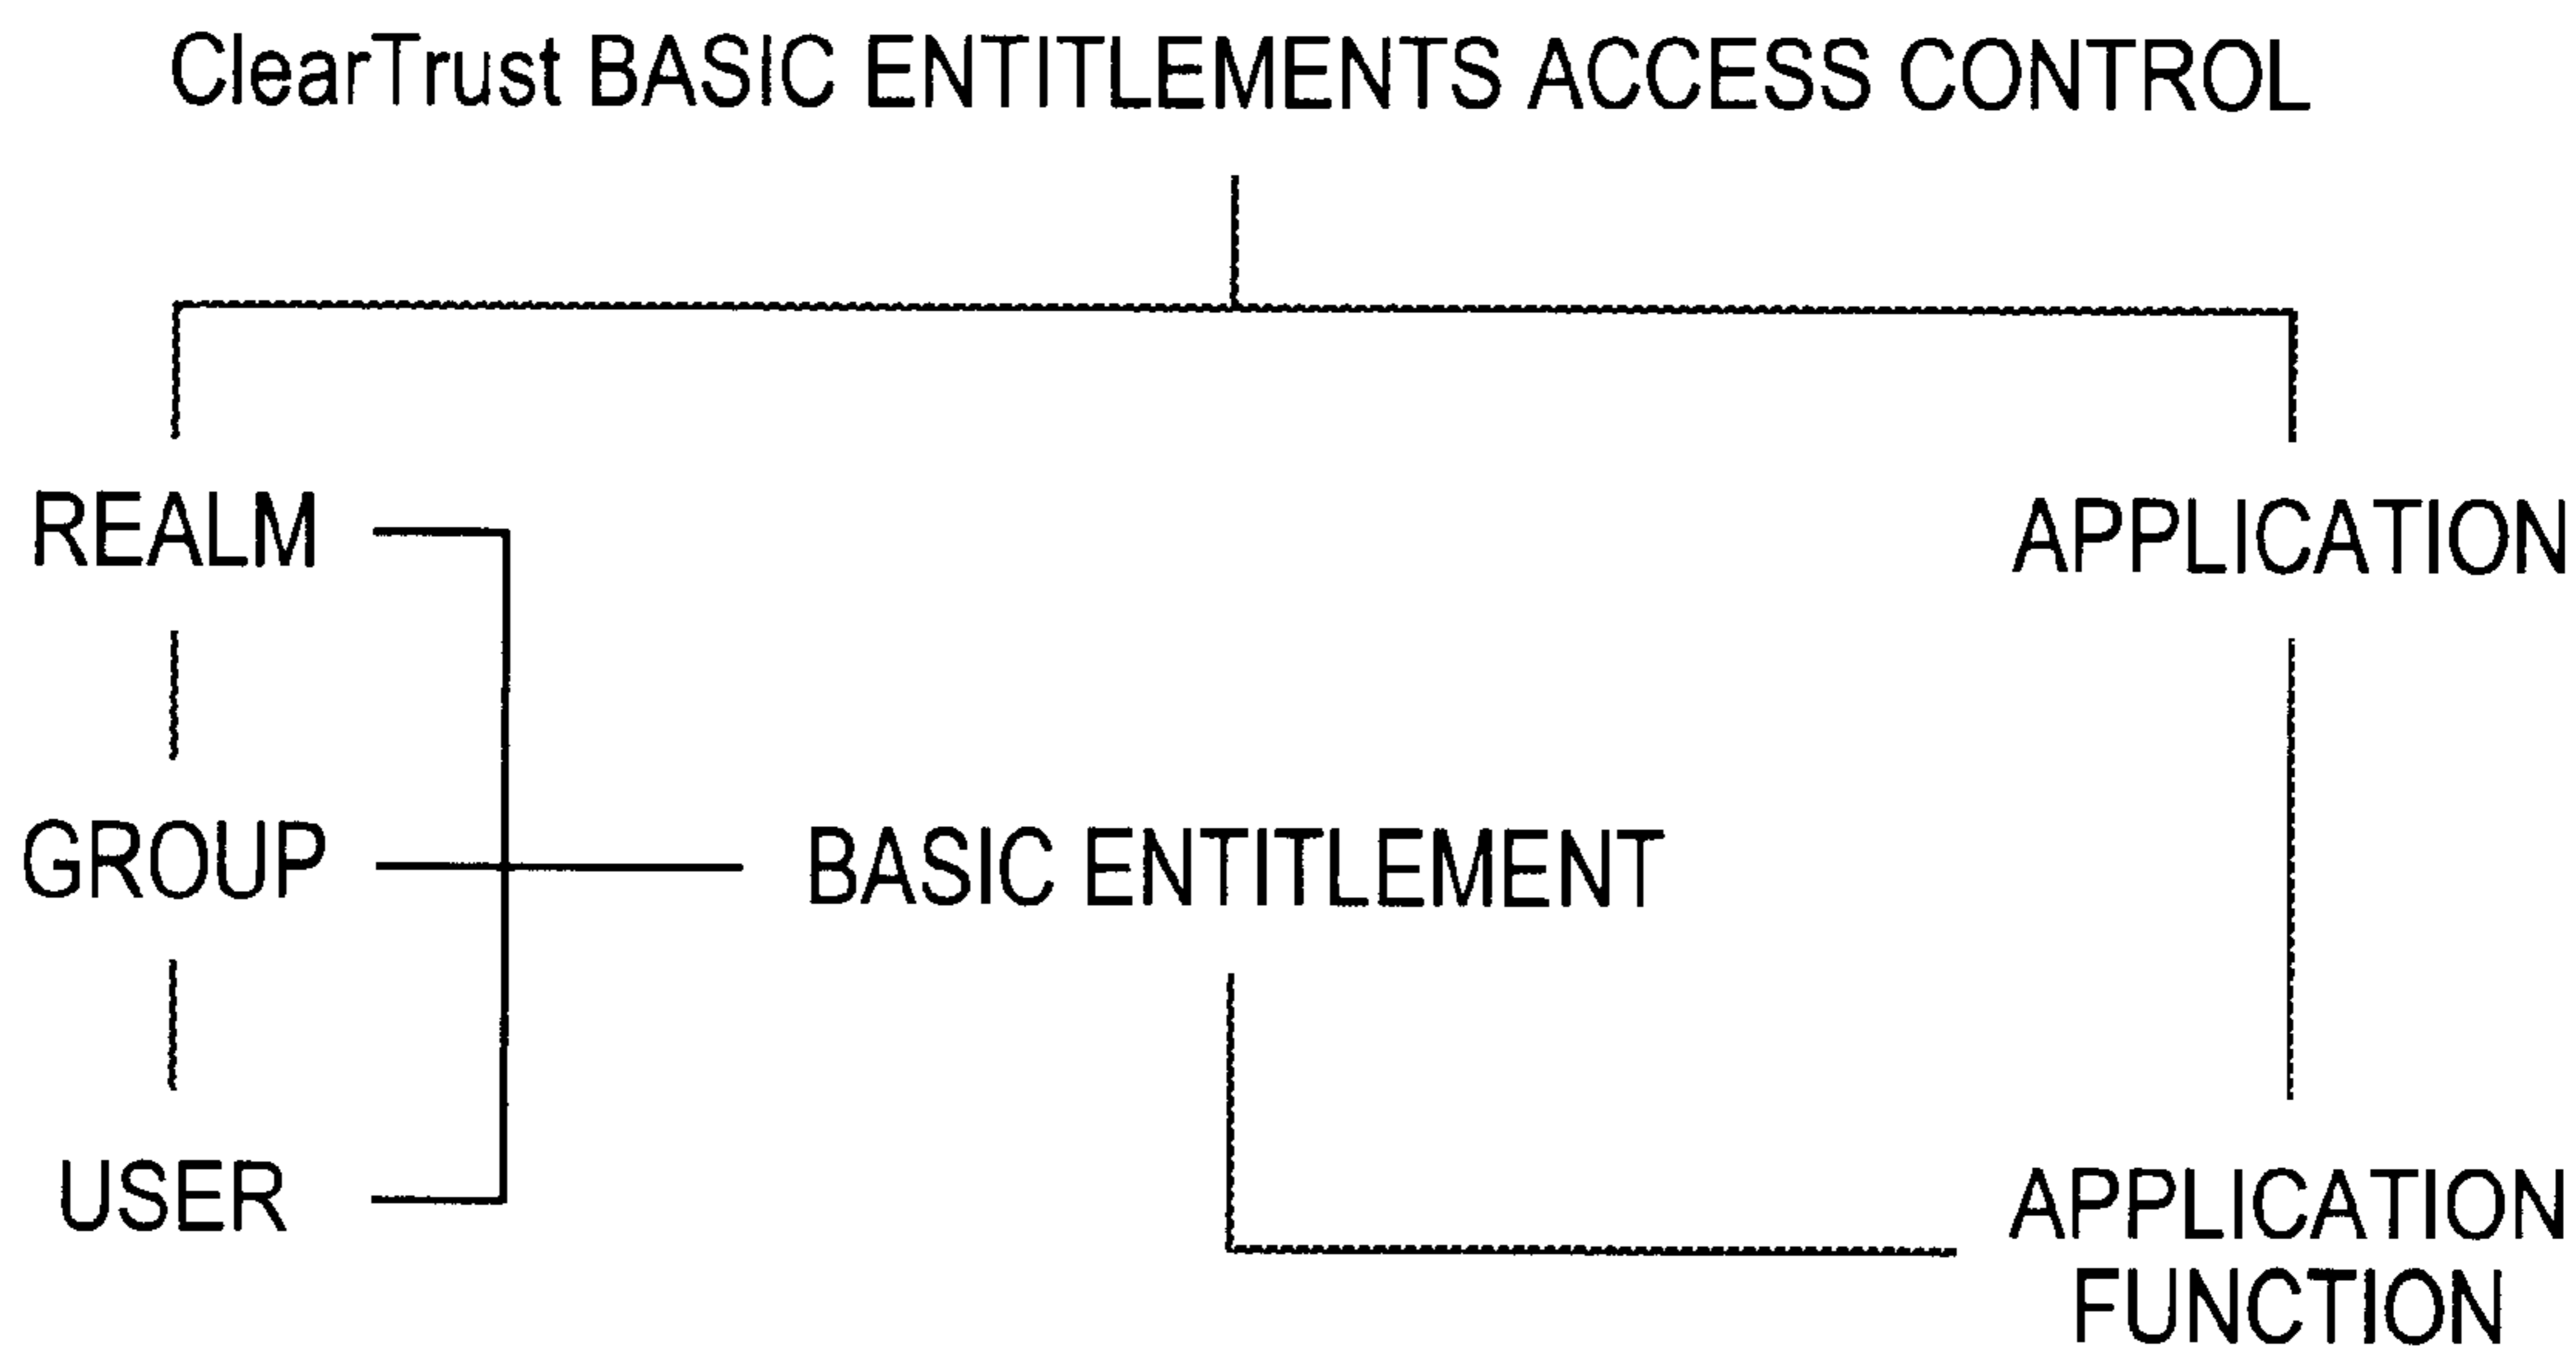 ClearTrust BASIC ENTITLEMENTS ACCESS CONTROL
REALM
APPLICATION
GROUP
BASIC ENTITLEMENT
USER
APPLICATION
FUNCTION